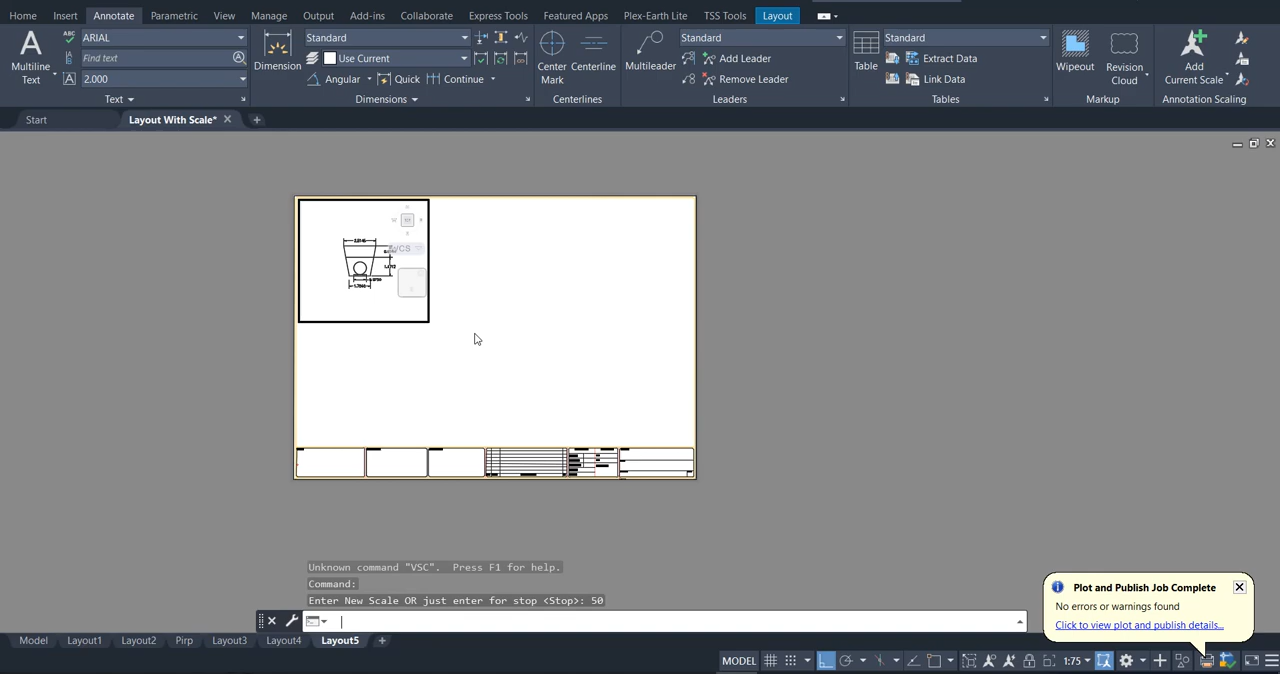 Home Insert Annotate Parametric View Manage Output Add-ins Collaborate Express Tools Featured Apps Plex-Earth Lite TSS Tools Layout
Multiline Text
ARIAL
Find text
2.000
Text
Dimension
Standard
Use Current
Angular Quick Continue
Dimensions
Center Mark
Centerline
Centerlines
Multileader
Standard
Add Leader
Remove Leader
Leaders
Table
Standard
Extract Data
Link Data
Tables
Wipeout
Revision Cloud
Markup
Add Current Scale
Annotation Scaling
Start
Layout With Scale*
Unknown command "VSC". Press F1 for help.
Command:
Enter New Scale OR just enter for stop <Stop>: 50
Plot and Publish Job Complete
No errors or warnings found
Click to view plot and publish details...
Model Layout1 Layout2 Pirp Layout3 Layout4 Layout5
MODEL
1:75